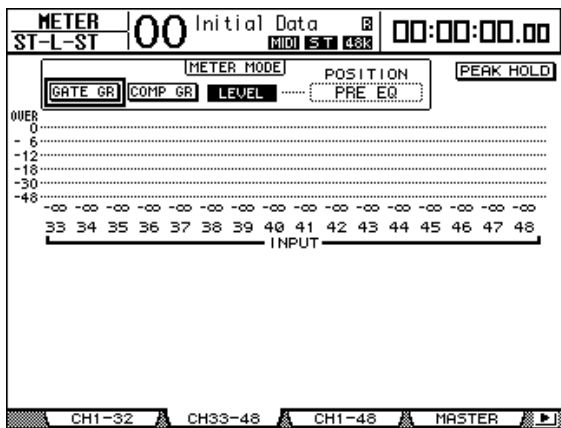 METER
ST-L-ST
00 Initial Data B
MIDI ST 48k
00:00:00.00
METER MODE
POSITION
PEAK HOLD
GATE GR COMP GR LEVEL PRE EQ
OVER
0
- 6
-12
-18
-30
-48
-∞ -∞ -∞ -∞ -∞ -∞ -∞ -∞ -∞ -∞ -∞ -∞ -∞ -∞ -∞ -∞
33 34 35 36 37 38 39 40 41 42 43 44 45 46 47 48
INPUT
CH1-32 CH33-48 CH1-48 MASTER